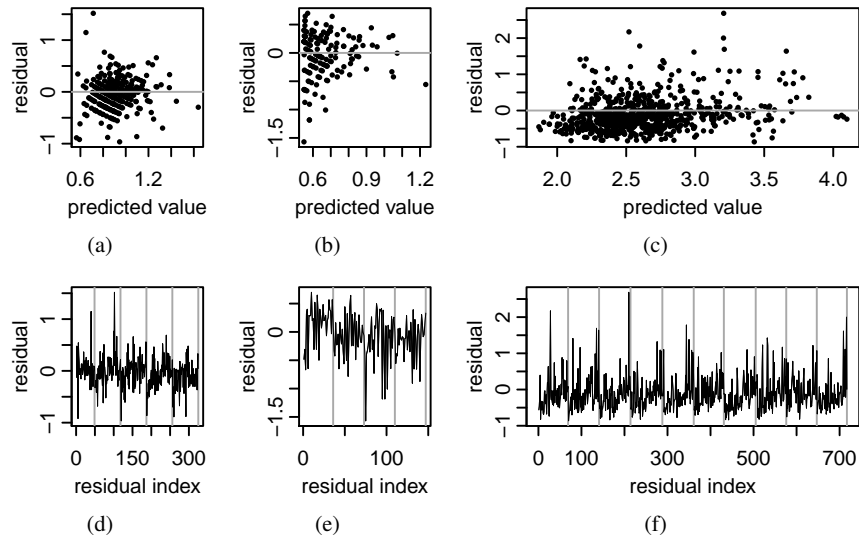 residual
1
0
−1
0.6
1.2
predicted value
(a)
residual
0
−1.5
0.6
0.9
1.2
predicted value
(b)
residual
2
1
0
−1
2.0
2.5
3.0
3.5
4.0
predicted value
(c)
residual
1
0
−1
0
150
300
residual index
(d)
residual
0
−1.5
0
100
residual index
(e)
residual
2
1
0
−1
0
100
300
500
700
residual index
(f)